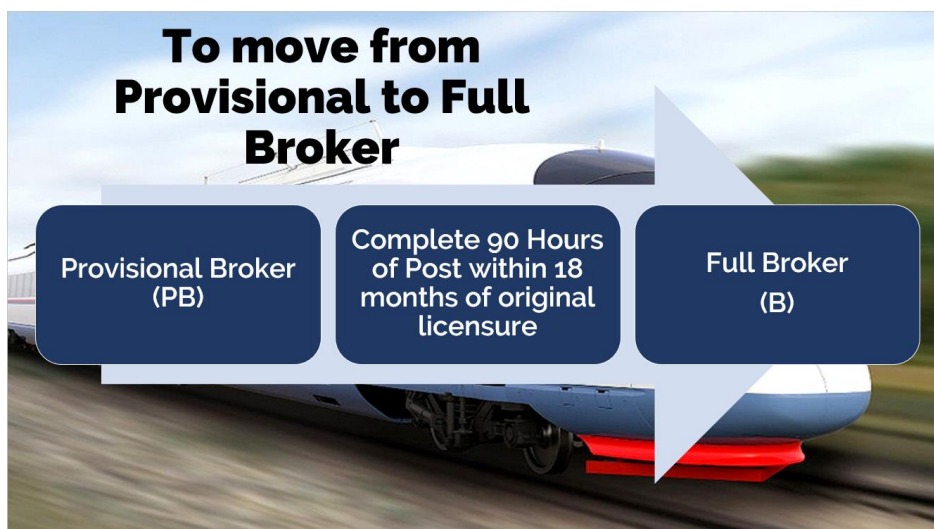 To move from
Provisional to Full
Broker
Provisional Broker
(PB)
Complete 90 Hours
of Post within 18
months of original
licensure
Full Broker
(B)